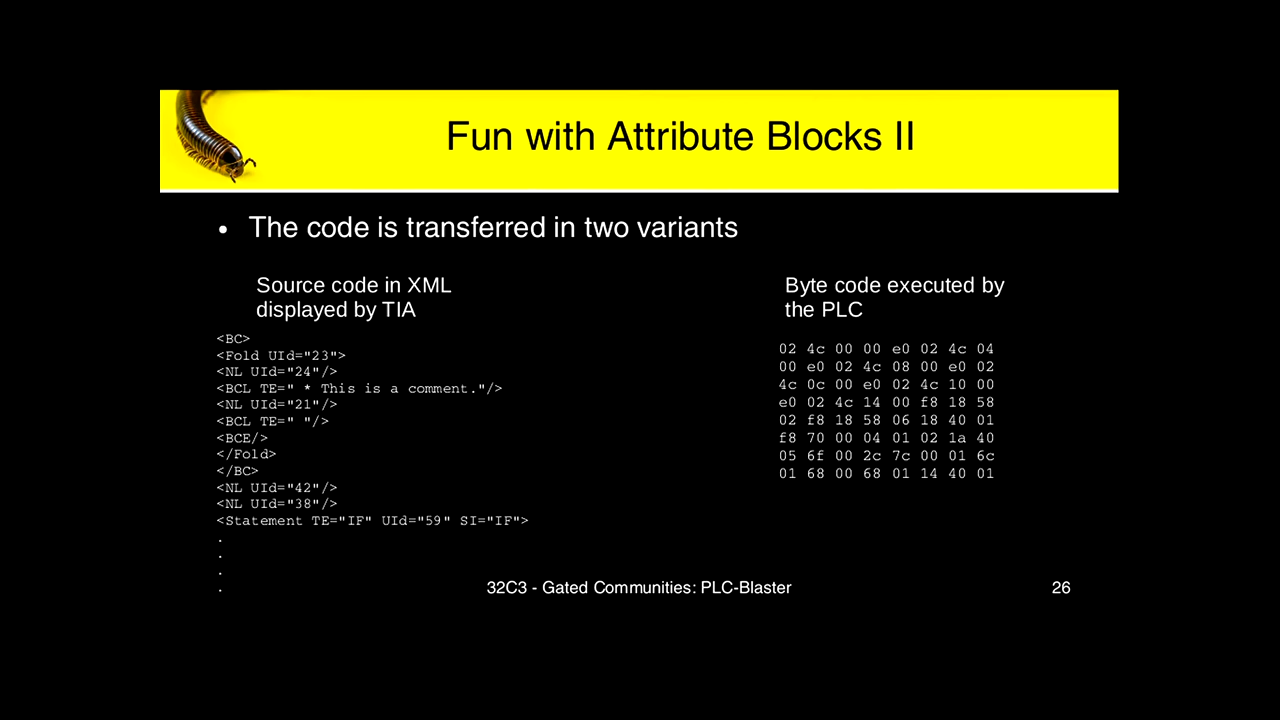 Fun with Attribute Blocks II
• The code is transferred in two variants
Source code in XML
displayed by TIA
<BC>
<Fold UId="23">
<NL UId="24"/>
<BCL TE=" * This is a comment."/>
<NL UId="21"/>
<BCL TE=" "/>
<BCE/>
</Fold>
</BC>
<NL UId="42"/>
<NL UId="38"/>
<Statement TE="IF" UId="59" SI="IF">
.
.
.
.
Byte code executed by
the PLC
02 4c 00 00 e0 02 4c 04
00 e0 02 4c 08 00 e0 02
4c 0c 00 e0 02 4c 10 00
e0 02 4c 14 00 f8 18 58
02 f8 18 58 06 18 40 01
f8 70 00 04 01 02 1a 40
05 6f 00 2c 7c 00 01 6c
01 68 00 68 01 14 40 01
32C3 - Gated Communities: PLC-Blaster
26